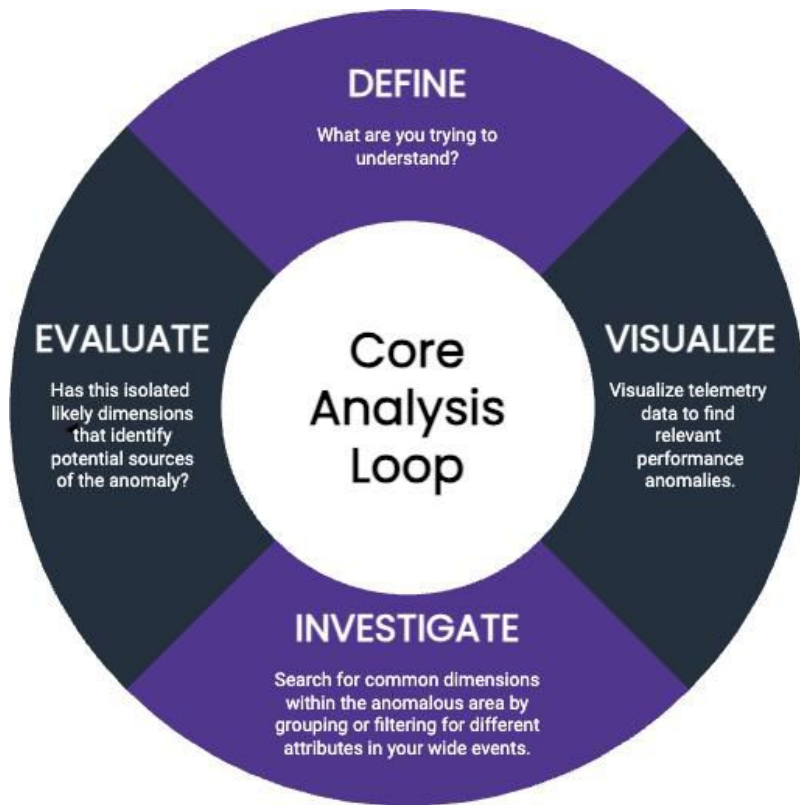 DEFINE
What are you trying to
understand?
EVALUATE
Has this isolated
likely dimensions
that identify
potential sources
of the anomaly?
Core
Analysis
Loop
VISUALIZE
Visualize telemetry
data to find
relevant
performance
anomalies.
INVESTIGATE
Search for common dimensions
within the anomalous area by
grouping or filtering for different
attributes in your wide events.